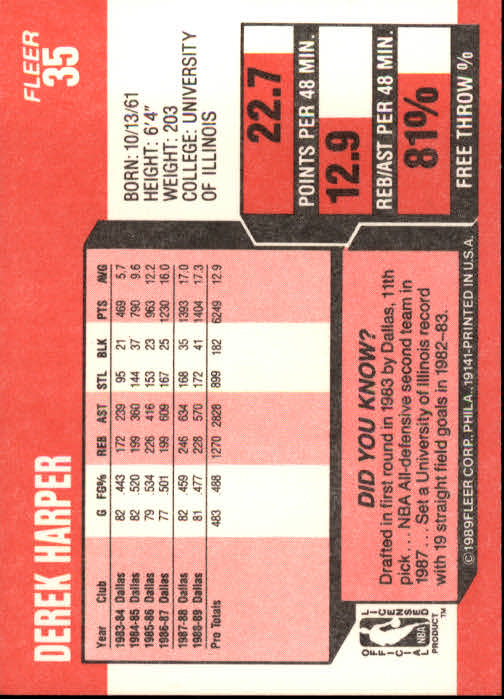 FLEER
35
DEREK HARPER
BORN: 10/13/61
HEIGHT: 6'4"
WEIGHT: 203
COLLEGE: UNIVERSITY
OF ILLINOIS
22.7
POINTS PER 48 MIN.
12.9
REB/AST PER 48 MIN.
81%
FREE THROW %
Year Club G FG% REB AST STL BLK PTS AVG
1983-84 Dallas 82 .443 172 239 95 21 469 5.7
1984-85 Dallas 82 .520 199 360 144 37 790 9.6
1985-86 Dallas 79 .534 226 416 153 23 963 12.2
1986-87 Dallas 77 .501 199 609 167 25 1230 16.0
1987-88 Dallas 82 .459 246 634 168 35 1393 17.0
1988-89 Dallas 81 .477 228 570 172 41 1404 17.3
Pro Totals 483 .488 1270 2828 899 182 6249 12.9
DID YOU KNOW?
Drafted in first round in 1983 by Dallas, 11th
pick . . . NBA All-defensive second team in
1987 . . . Set a University of Illinois record
with 19 straight field goals in 1982–83.
OFFICIAL LICENSED
NBA
PRODUCT™
©1989 FLEER CORP., PHILA., 19141-PRINTED IN U.S.A.